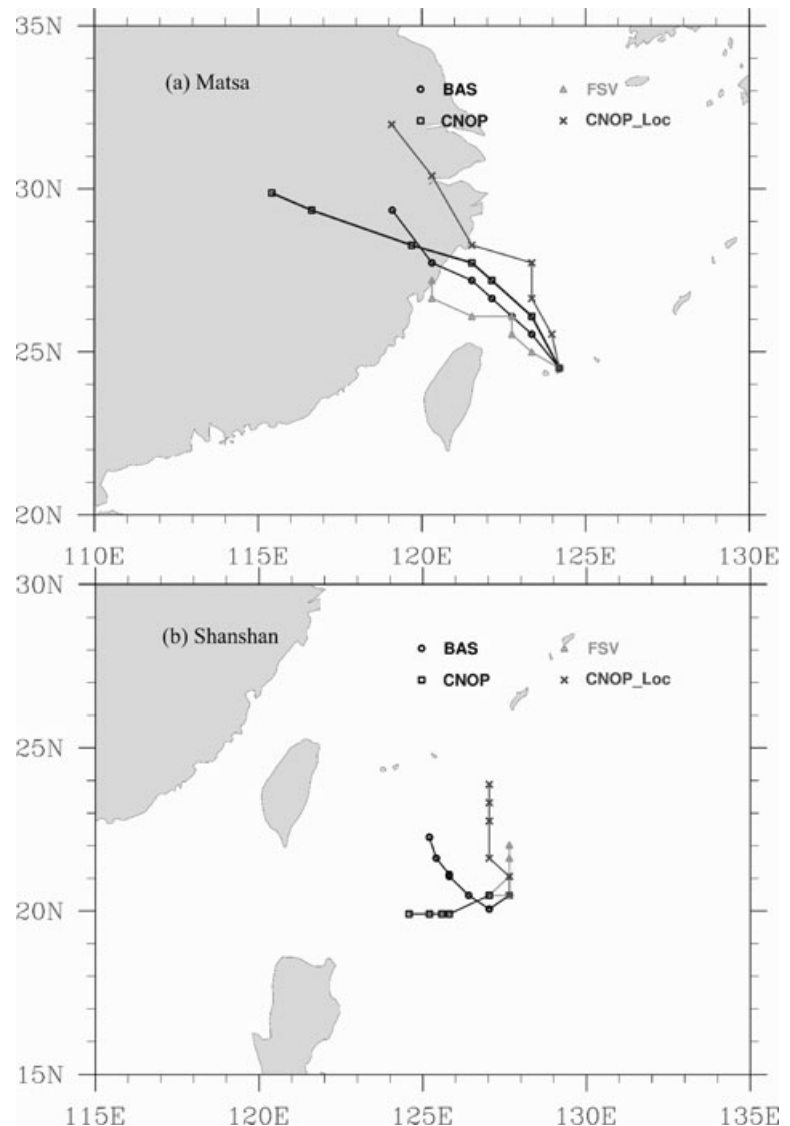 35N
(a) Matsa
BAS FSV
CNOP CNOP_Loc
30N
25N
20N
110E 115E 120E 125E 130E
30N
(b) Shanshan
BAS FSV
CNOP CNOP_Loc
25N
20N
15N
115E 120E 125E 130E 135E